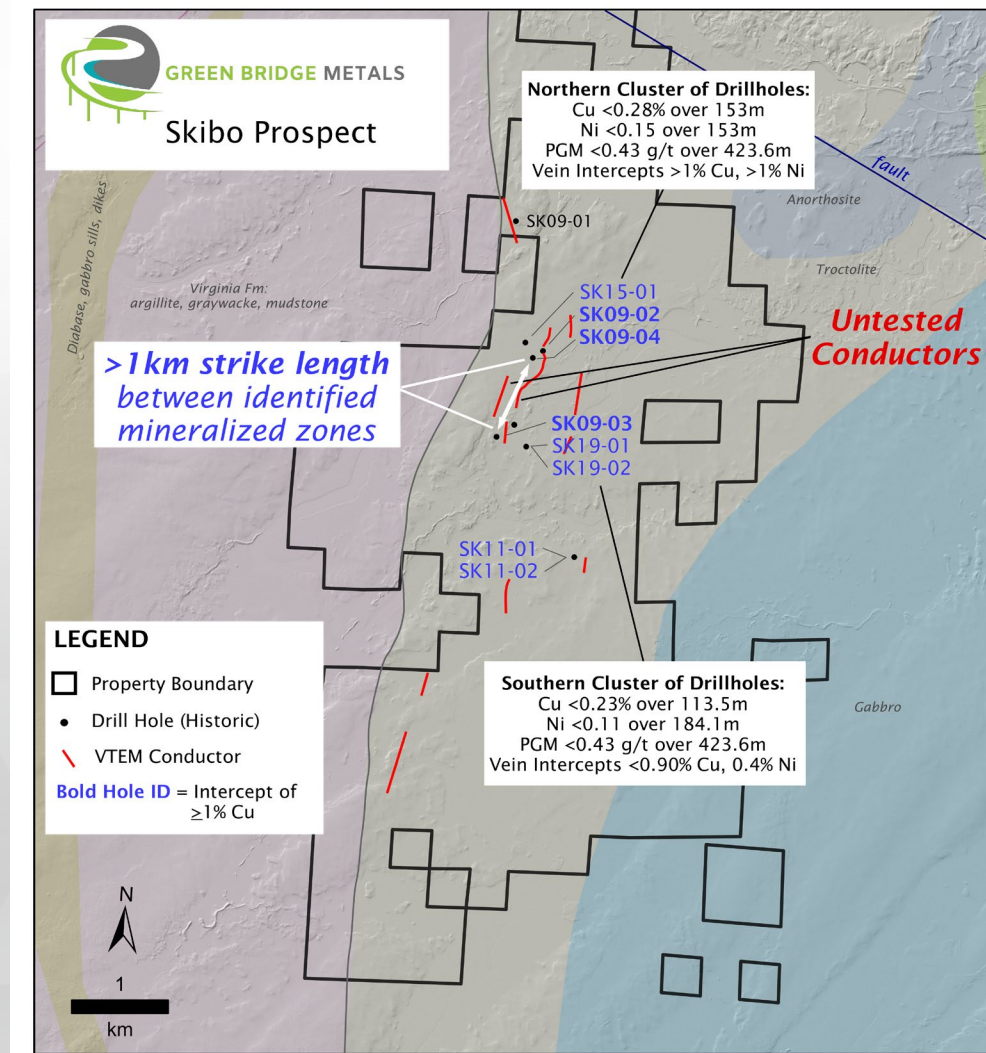 GREEN BRIDGE METALS
Skibo Prospect
Northern Cluster of Drillholes:
Cu <0.28% over 153m
Ni <0.15 over 153m
PGM <0.43 g/t over 423.6m
Vein Intercepts >1% Cu, >1% Ni
fault
Anorthosite
Troctolite
SK09-01
Diabase, gabbro sills, dikes
Virginia Fm:
argillite, graywacke, mudstone
SK15-01
SK09-02
SK09-04
Untested
Conductors
>1km strike length
between identified
mineralized zones
SK09-03
SK19-01
SK19-02
SK11-01
SK11-02
LEGEND
Property Boundary
Drill Hole (Historic)
VTEM Conductor
Bold Hole ID = Intercept of
≥1% Cu
Southern Cluster of Drillholes:
Cu <0.23% over 113.5m
Ni <0.11 over 184.1m
PGM <0.43 g/t over 423.6m
Vein Intercepts <0.90% Cu, 0.4% Ni
Gabbro
N
1
km